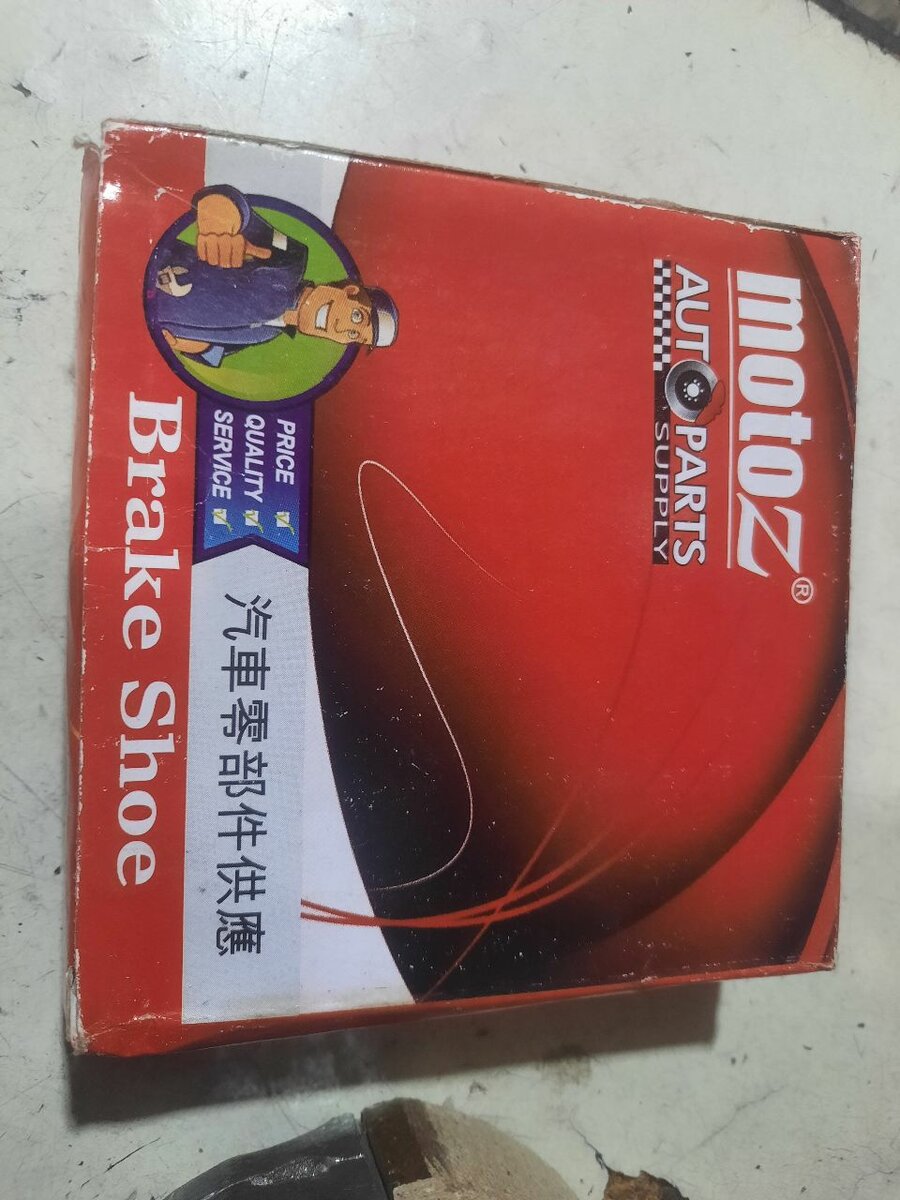 motoz®
AUTO PARTS
SUPPLY
PRICE
QUALITY
SERVICE
汽車零部件供應
Brake Shoe